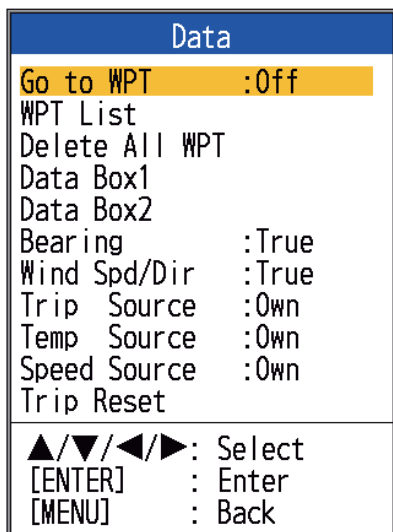 Data
Go to WPT :Off
WPT List
Delete All WPT
Data Box1
Data Box2
Bearing :True
Wind Spd/Dir :True
Trip Source :Own
Temp Source :Own
Speed Source :Own
Trip Reset
▲/▼/◀/▶: Select
[ENTER] : Enter
[MENU] : Back